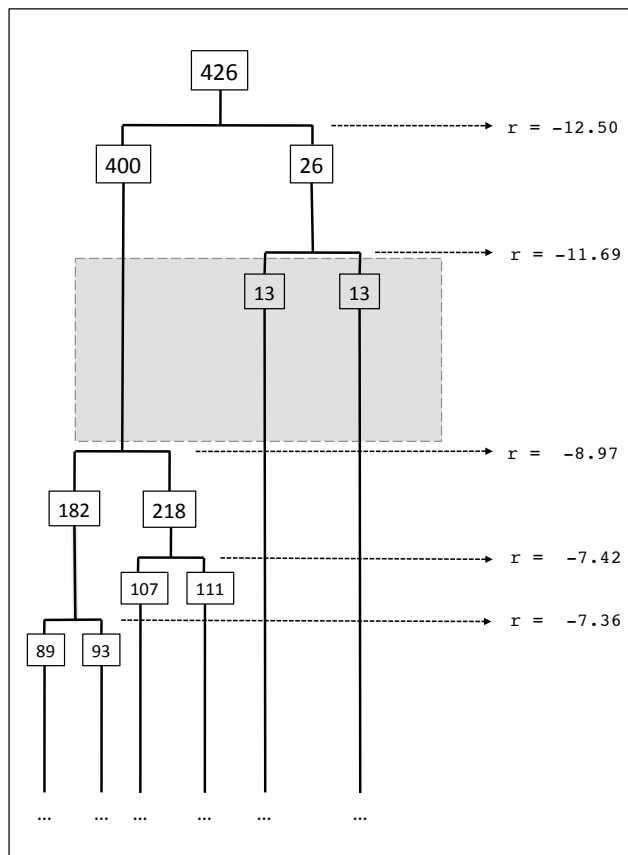 426
r = -12.50
400 26
r = -11.69
13 13
r = -8.97
182 218
r = -7.42
107 111
r = -7.36
89 93
... ... ... ... ... ...